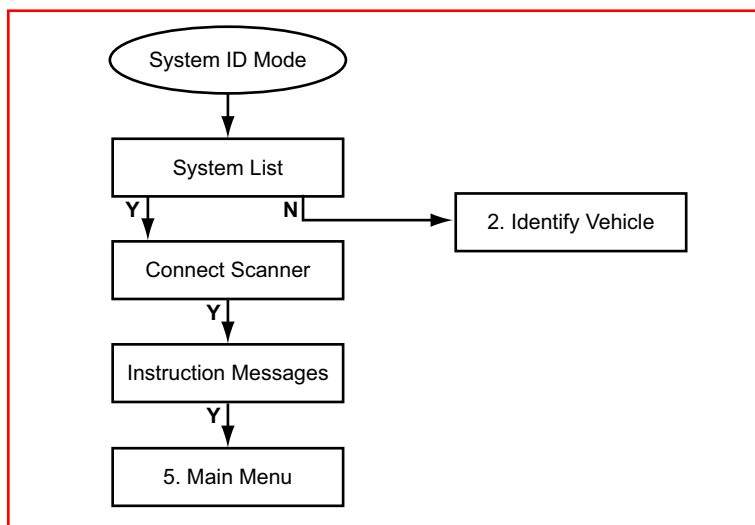 System ID Mode
System List
Y
N
2. Identify Vehicle
Connect Scanner
Y
Instruction Messages
Y
5. Main Menu